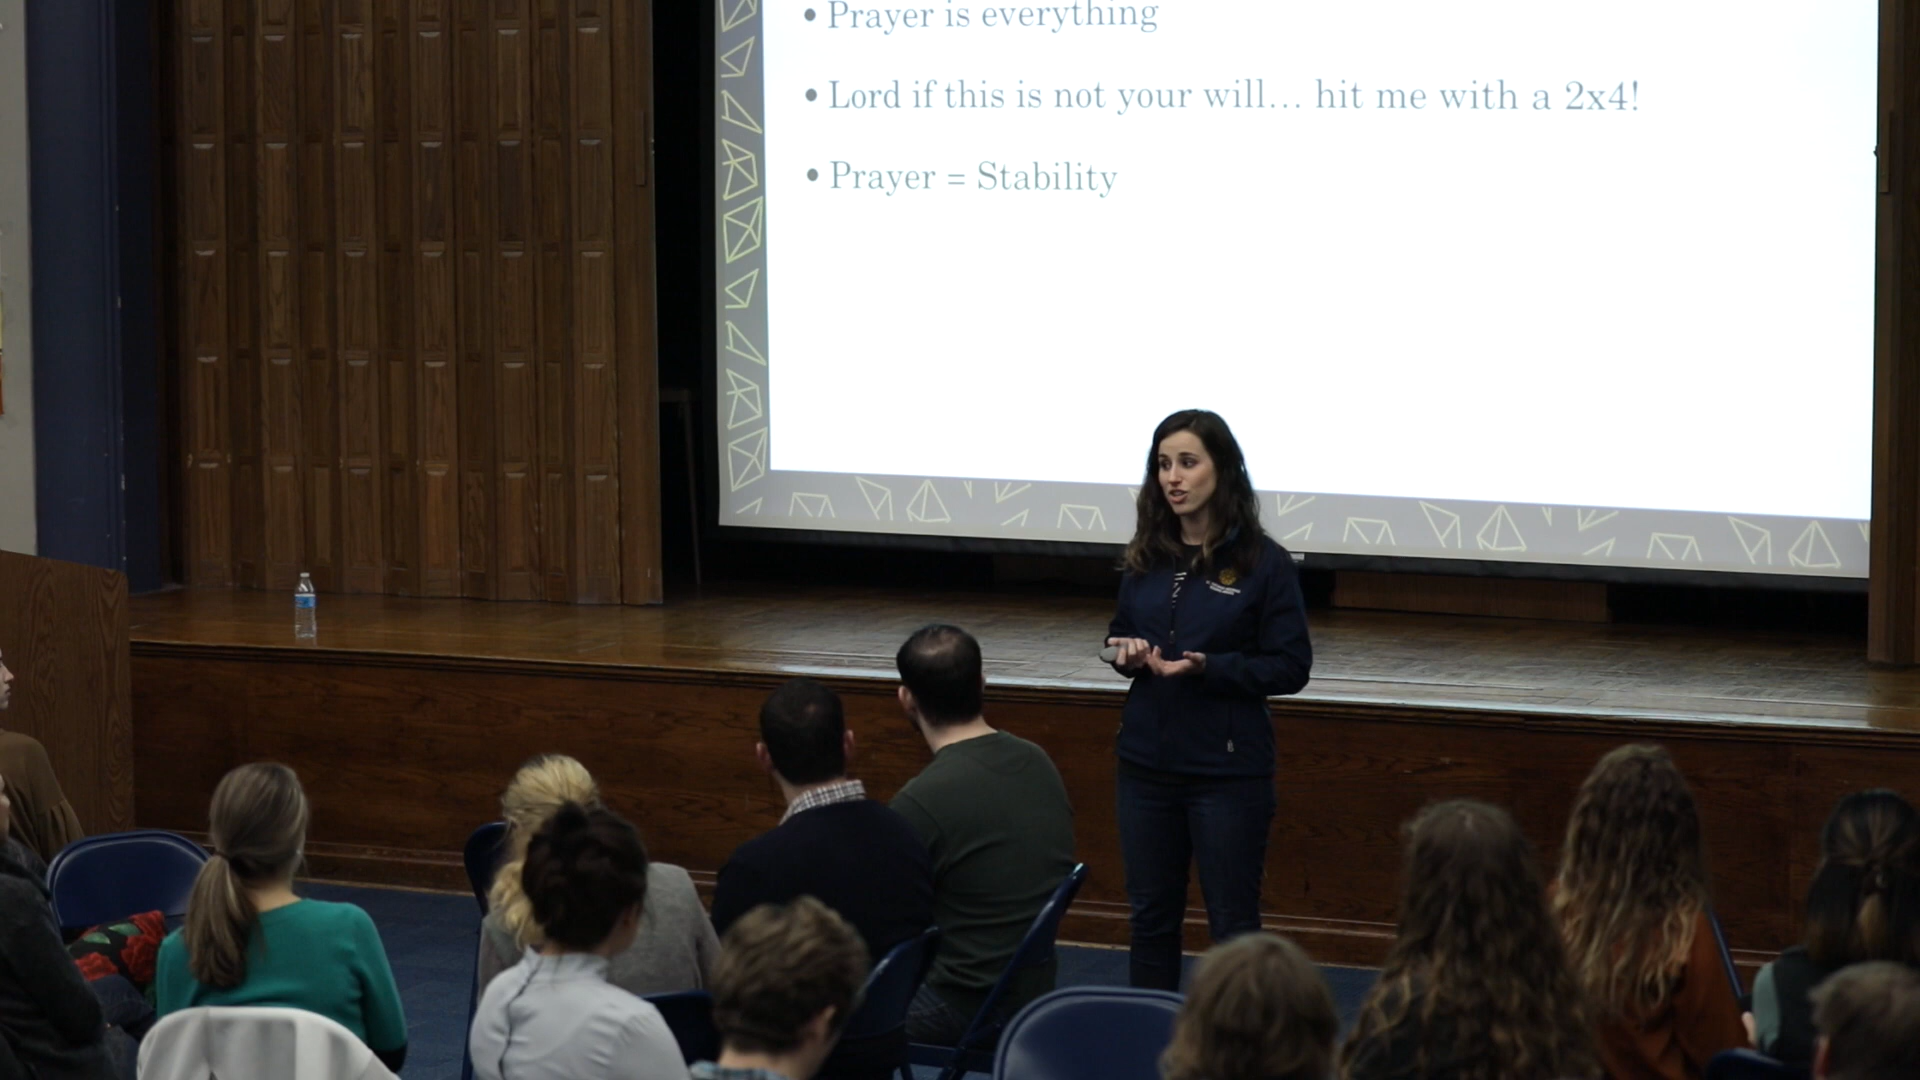 • Prayer is everything
• Lord if this is not your will... hit me with a 2x4!
• Prayer = Stability